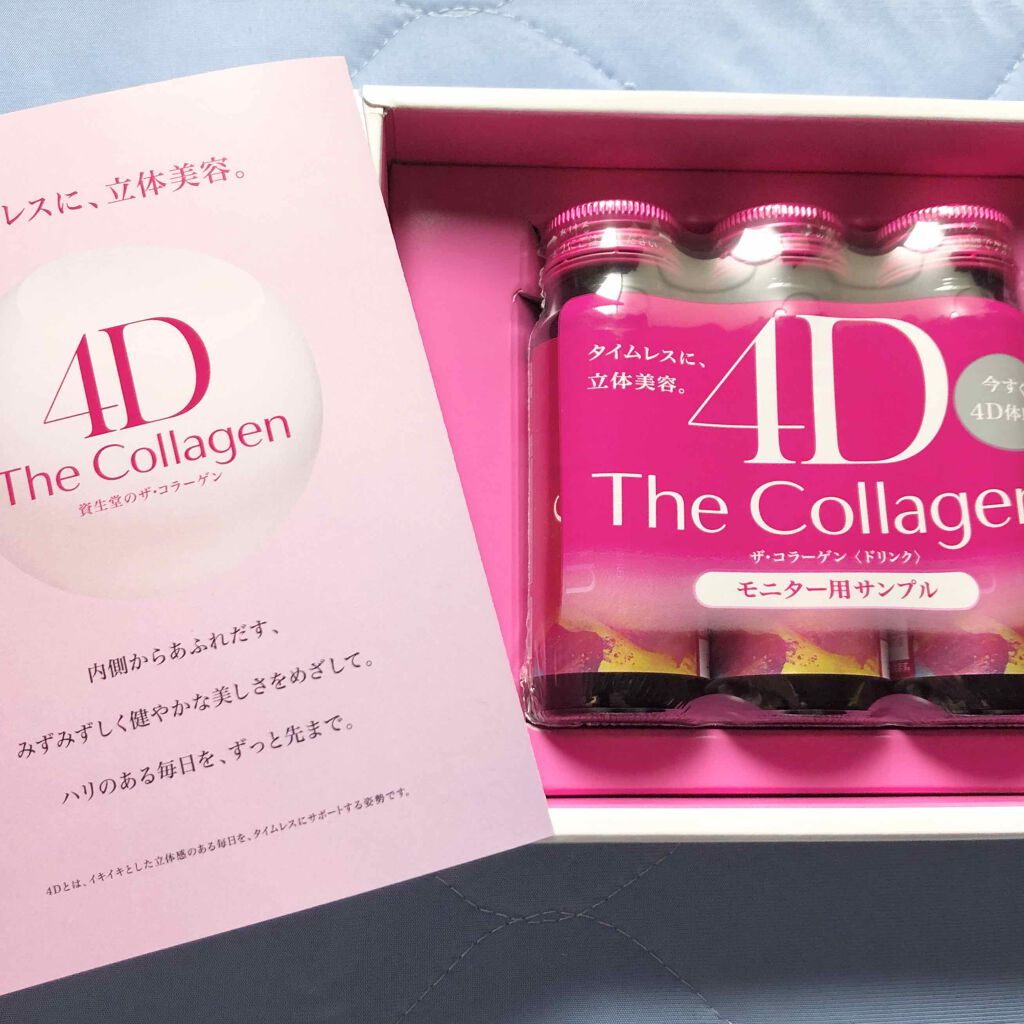 レスに、立体美容。
4D
The Collagen
資生堂のザ・コラーゲン
内側からあふれだす、
みずみずしく健やかな美しさをめざして。
ハリのある毎日を、ずっと先まで。
4Dとは、イキイキとした立体感のある毎日を、タイムレスにサポートする姿勢です。
タイムレスに、
立体美容。
4D
今すぐ
4D体
The Collagen
ザ・コラーゲン〈ドリンク〉
モニター用サンプル